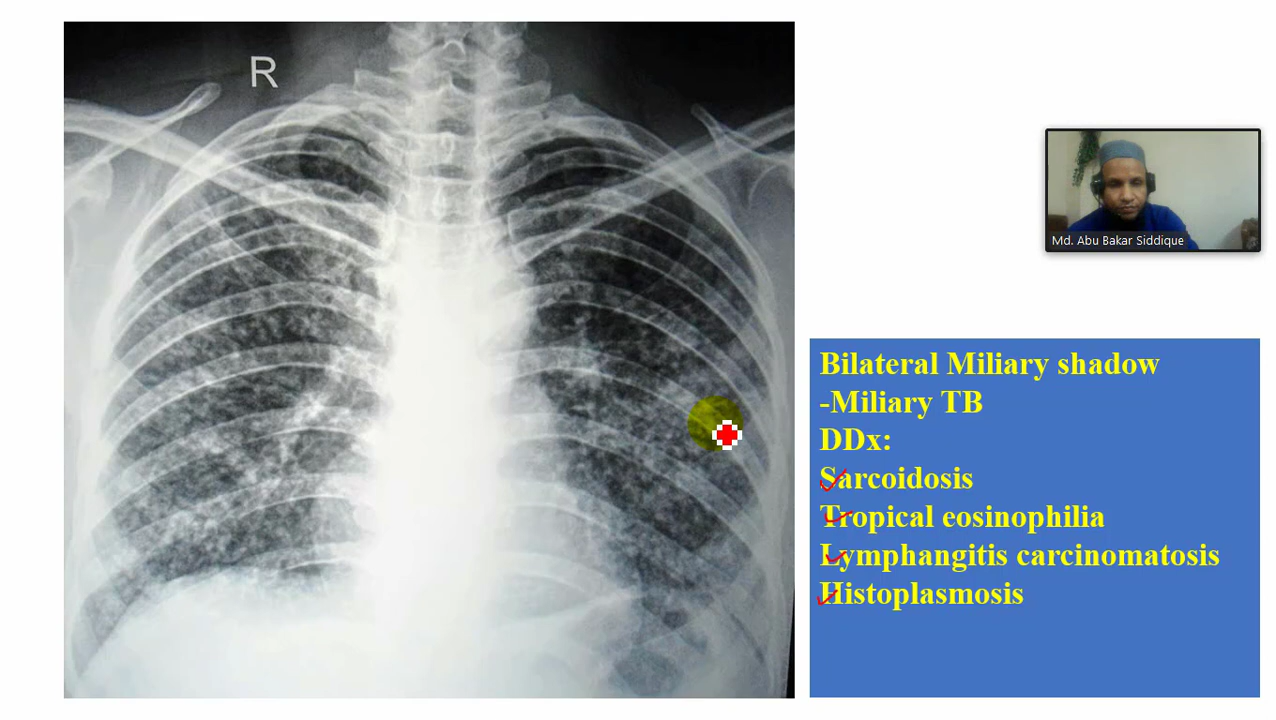 R
Md. Abu Bakar Siddique
Bilateral Miliary shadow
-Miliary TB
DDx:
Sarcoidosis
Tropical eosinophilia
Lymphangitis carcinomatosis
Histoplasmosis